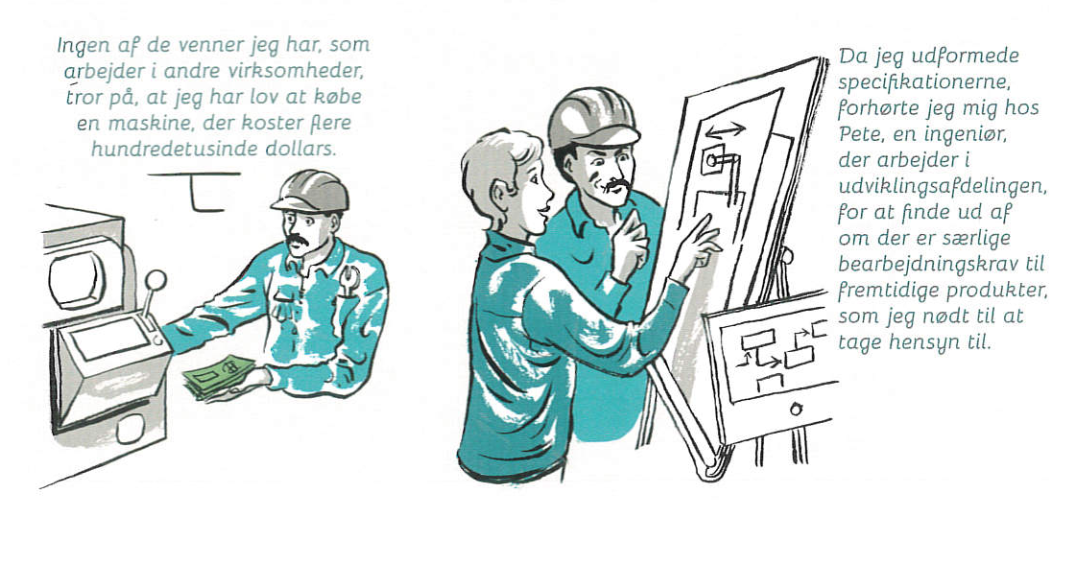 Ingen af de venner jeg har, som
arbejder i andre virksomheder,
tror på, at jeg har lov at købe
en maskine, der koster flere
hundredetusinde dollars.
Da jeg udformede
specifikationerne,
forhørte jeg mig hos
Pete, en ingeniør,
der arbejder i
udviklingsafdelingen,
for at finde ud af
om der er særlige
bearbejdningskrav til
fremtidige produkter,
som jeg nødt til at
tage hensyn til.